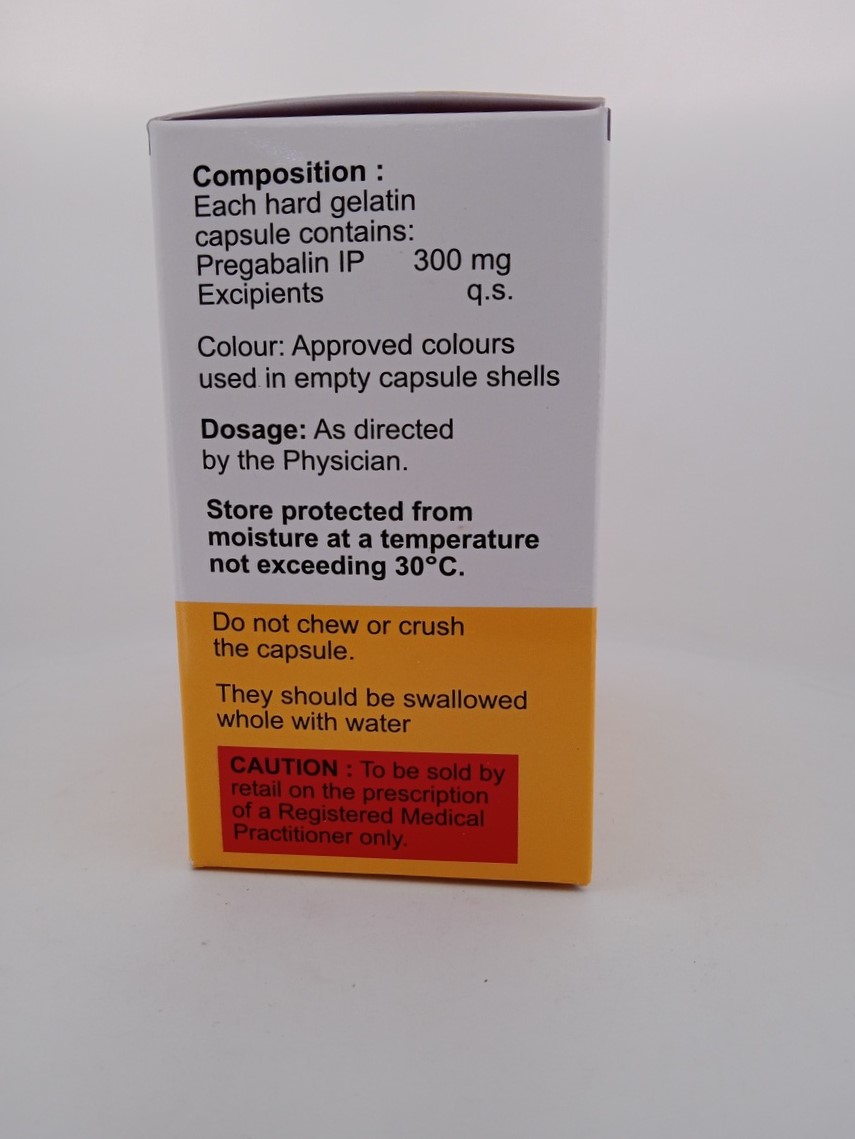 Composition :
Each hard gelatin
capsule contains:
Pregabalin IP 300 mg
Excipients q.s.
Colour: Approved colours
used in empty capsule shells
Dosage: As directed
by the Physician.
Store protected from
moisture at a temperature
not exceeding 30°C.
Do not chew or crush
the capsule.
They should be swallowed
whole with water
CAUTION : To be sold by
retail on the prescription
of a Registered Medical
Practitioner only.